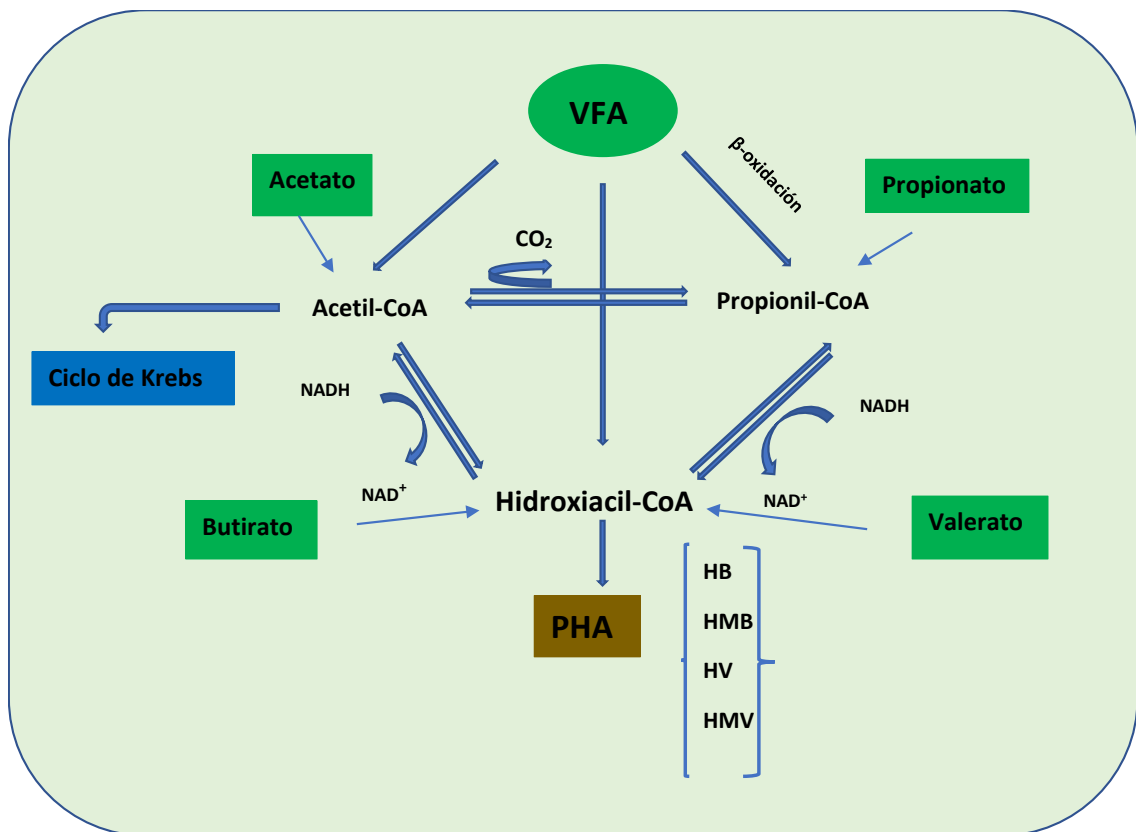 VFA
β-oxidación
Acetato
Propionato
CO₂
Acetil-CoA
Propionil-CoA
Ciclo de Krebs
NADH
NADH
NAD⁺
Hidroxiacil-CoA
NAD⁺
Butirato
Valerato
HB
PHA
HMB
HV
HMV